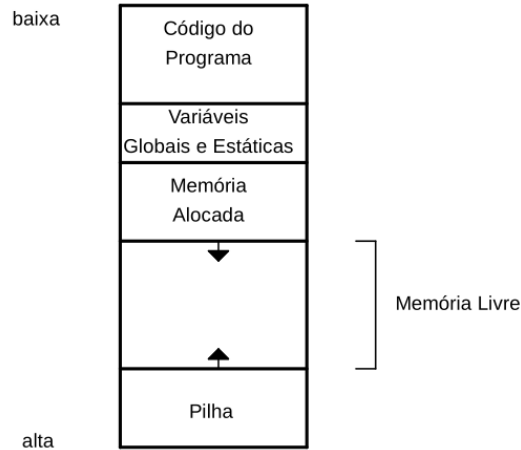 baixa
Código do
Programa
Variáveis
Globais e Estáticas
Memória
Alocada
Memória Livre
Pilha
alta